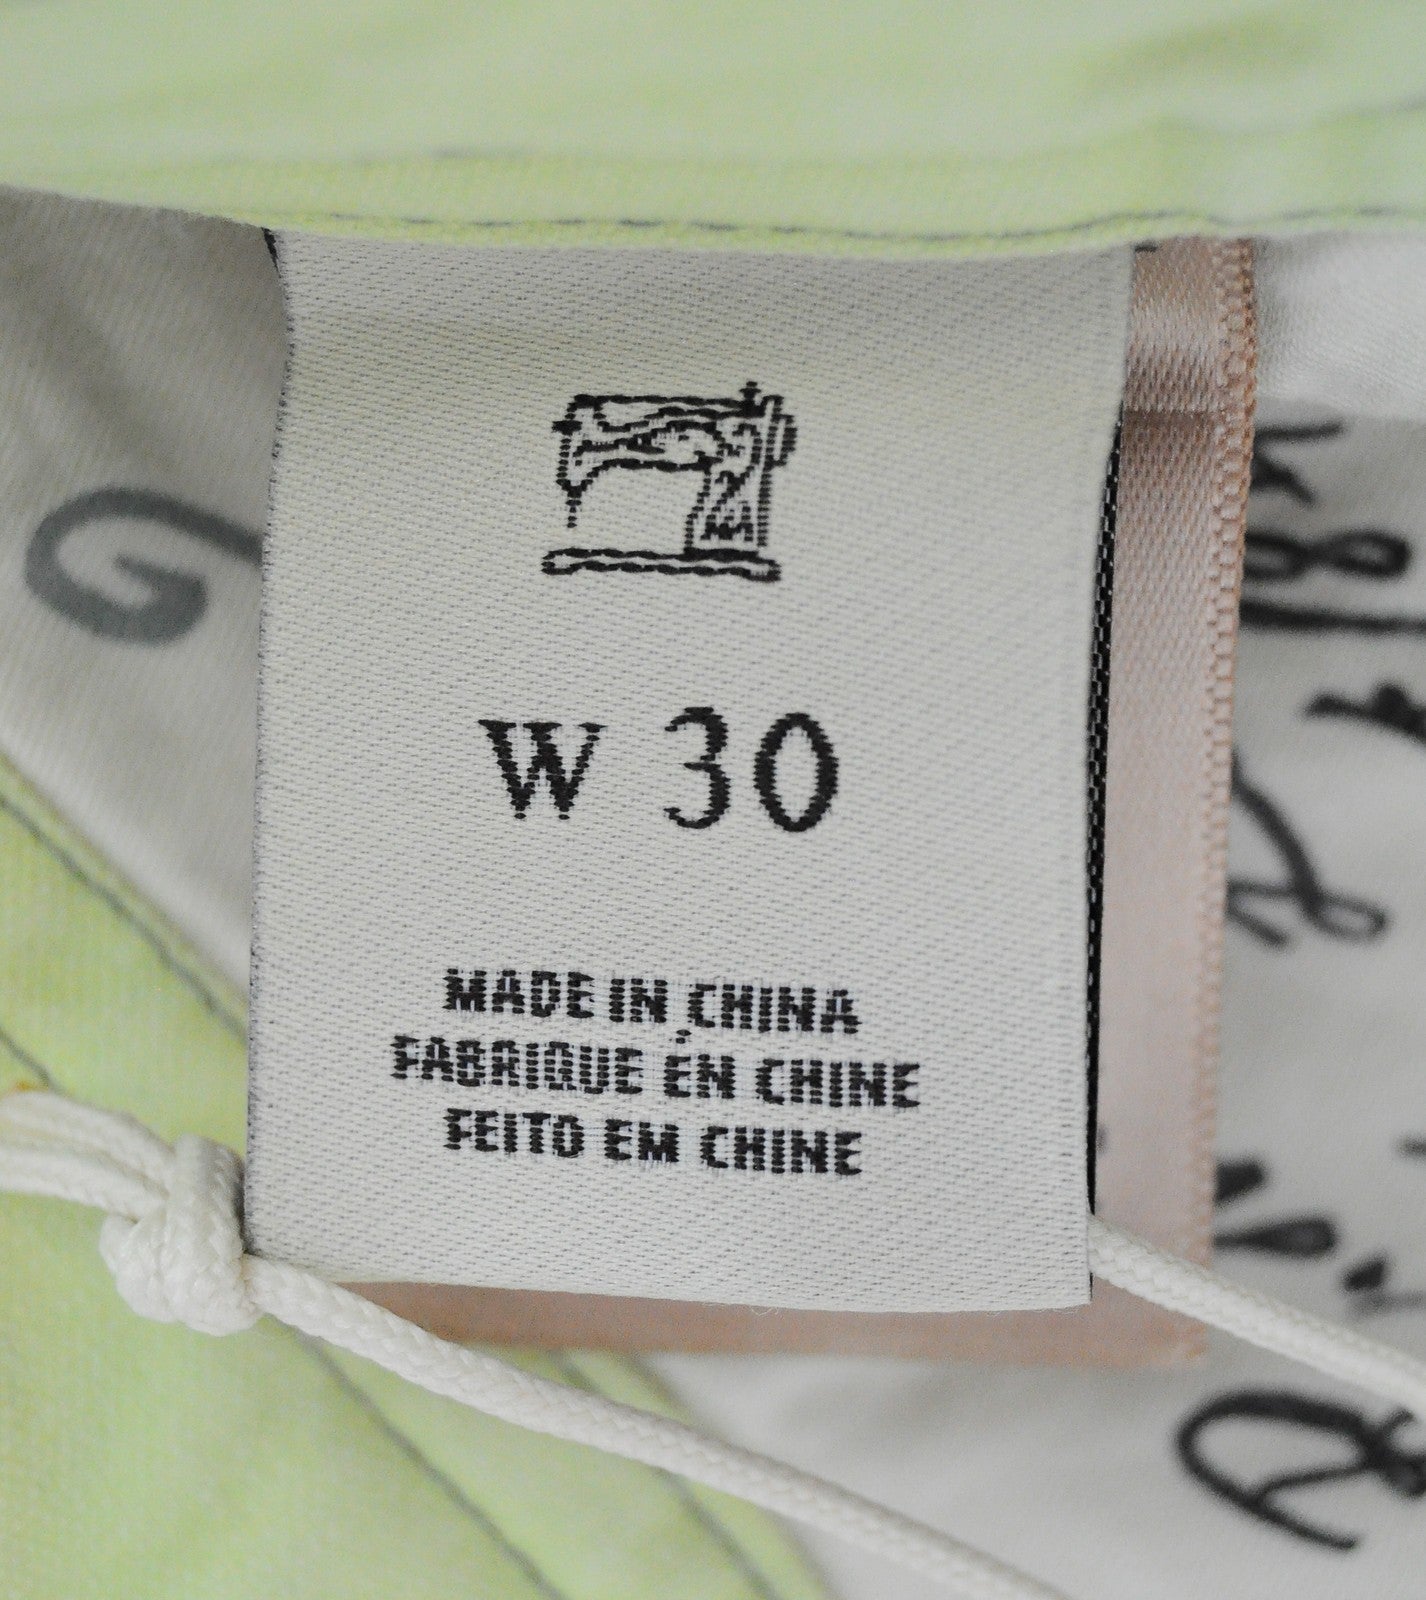 W 30
MADE IN CHINA
FABRIQUE EN CHINE
FEITO EM CHINE